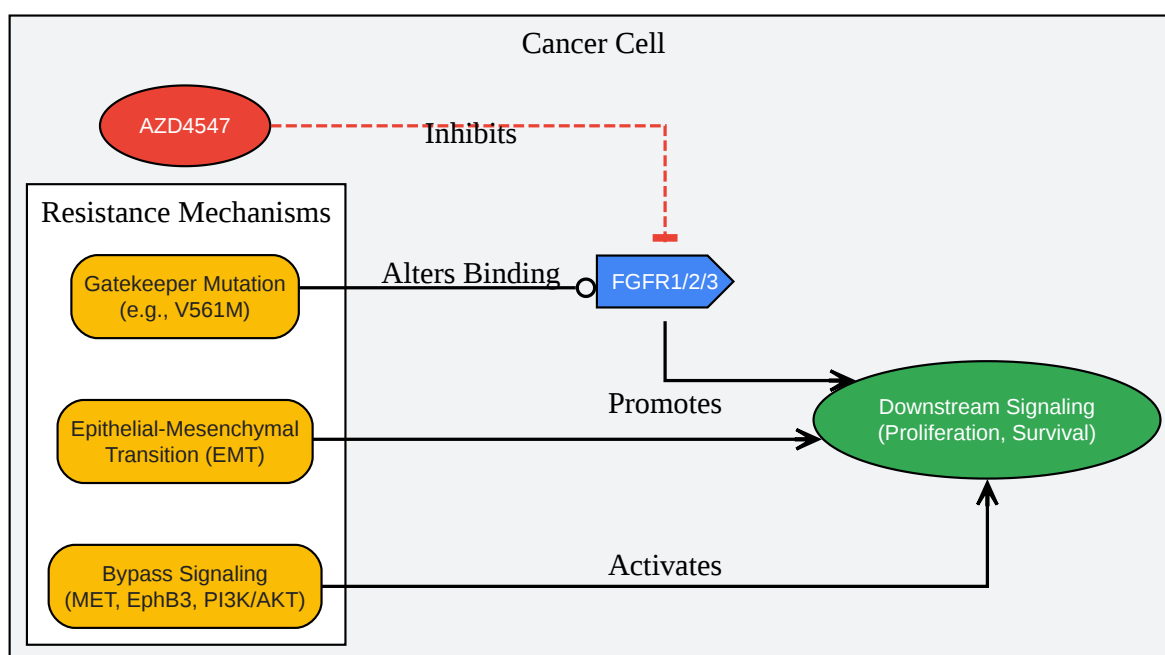 Cancer Cell
AZD4547
Inhibits
Resistance Mechanisms
Gatekeeper Mutation
(e.g., V561M)
Alters Binding
FGFR1/2/3
Epithelial-Mesenchymal
Transition (EMT)
Promotes
Downstream Signaling
(Proliferation, Survival)
Bypass Signaling
(MET, EphB3, PI3K/AKT)
Activates